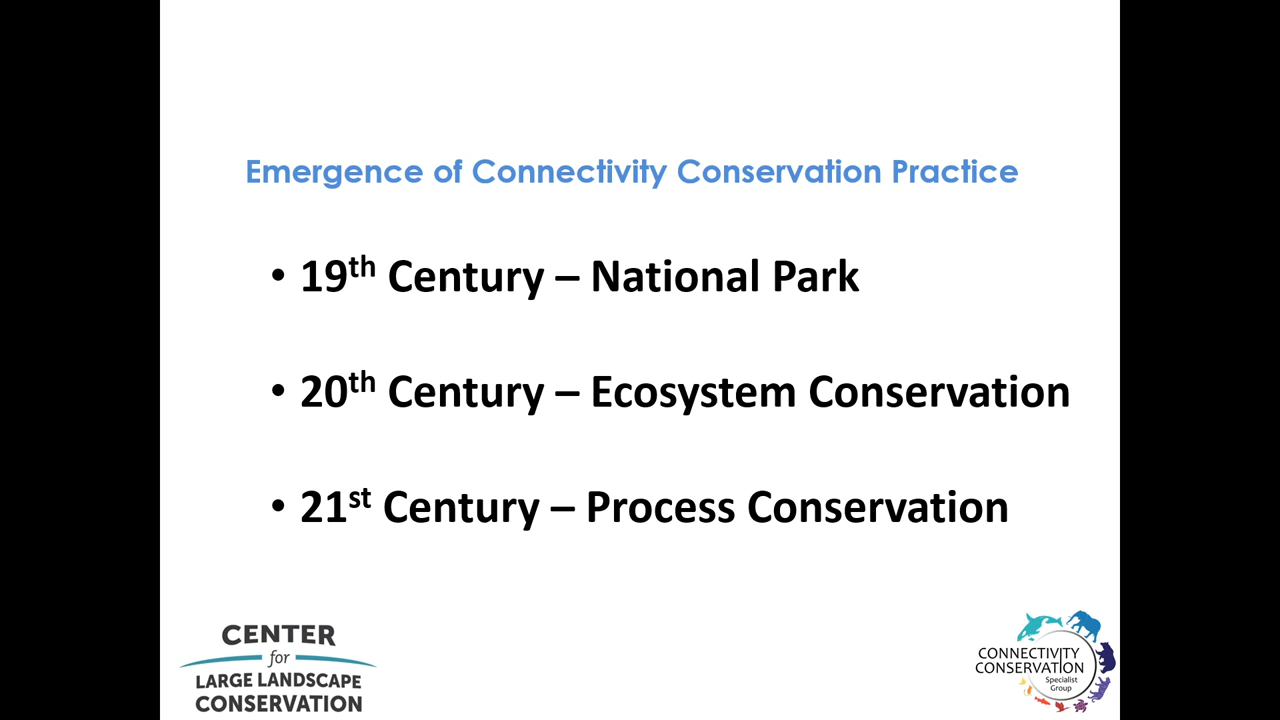 Emergence of Connectivity Conservation Practice
• 19th Century – National Park
• 20th Century – Ecosystem Conservation
• 21st Century – Process Conservation
CENTER
for
LARGE LANDSCAPE
CONSERVATION
CONNECTIVITY
CONSERVATION
Specialist
Group